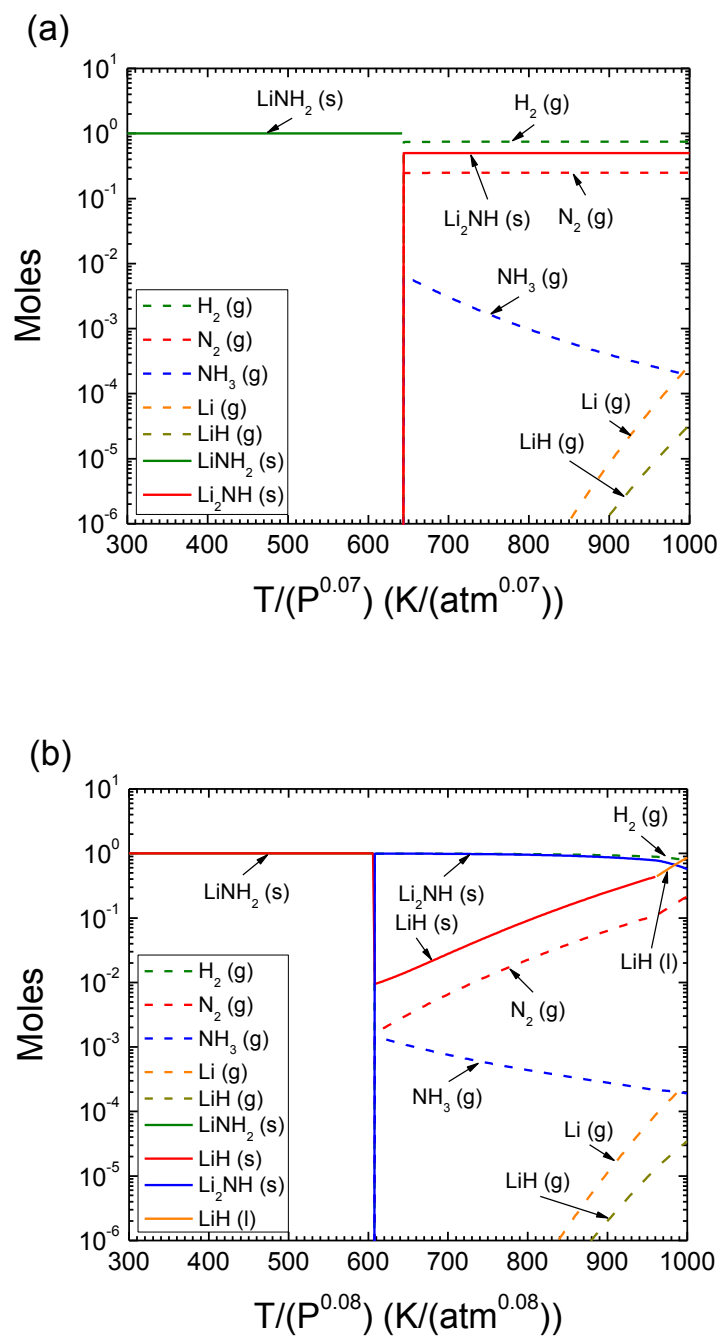 (a)
10^1
10^0
10^-1
10^-2
10^-3
10^-4
10^-5
10^-6
Moles
LiNH₂ (s)
H₂ (g)
Li₂NH (s)
N₂ (g)
NH₃ (g)
Li (g)
LiH (g)
H₂ (g)
N₂ (g)
NH₃ (g)
Li (g)
LiH (g)
LiNH₂ (s)
Li₂NH (s)
300 400 500 600 700 800 900 1000
T/(P^0.07) (K/(atm^0.07))
(b)
10^1
10^0
10^-1
10^-2
10^-3
10^-4
10^-5
10^-6
Moles
H₂ (g)
LiNH₂ (s)
Li₂NH (s)
LiH (s)
LiH (l)
N₂ (g)
NH₃ (g)
Li (g)
LiH (g)
H₂ (g)
N₂ (g)
NH₃ (g)
Li (g)
LiH (g)
LiNH₂ (s)
LiH (s)
Li₂NH (s)
LiH (l)
300 400 500 600 700 800 900 1000
T/(P^0.08) (K/(atm^0.08))